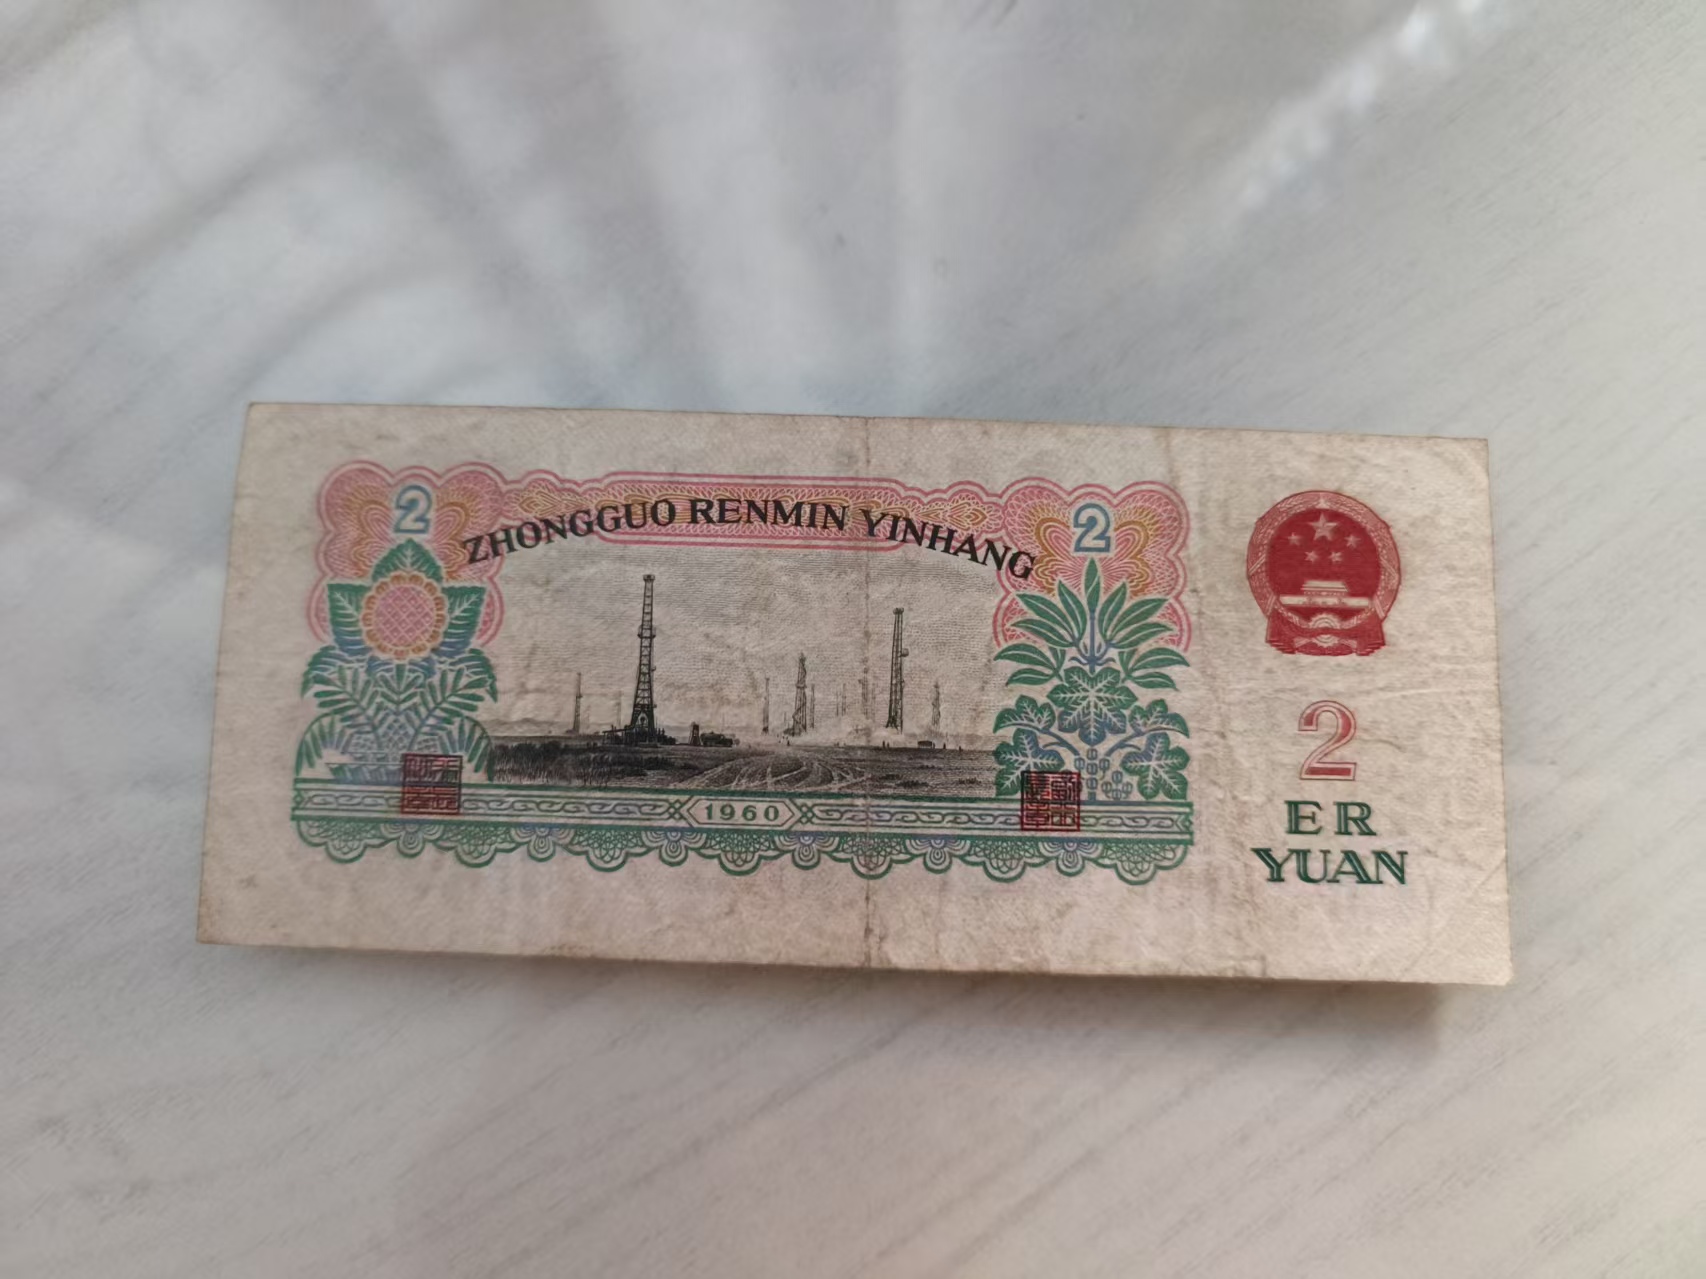 2
2
ZHONGGUO RENMIN YINHANG
1960
2
ER
YUAN